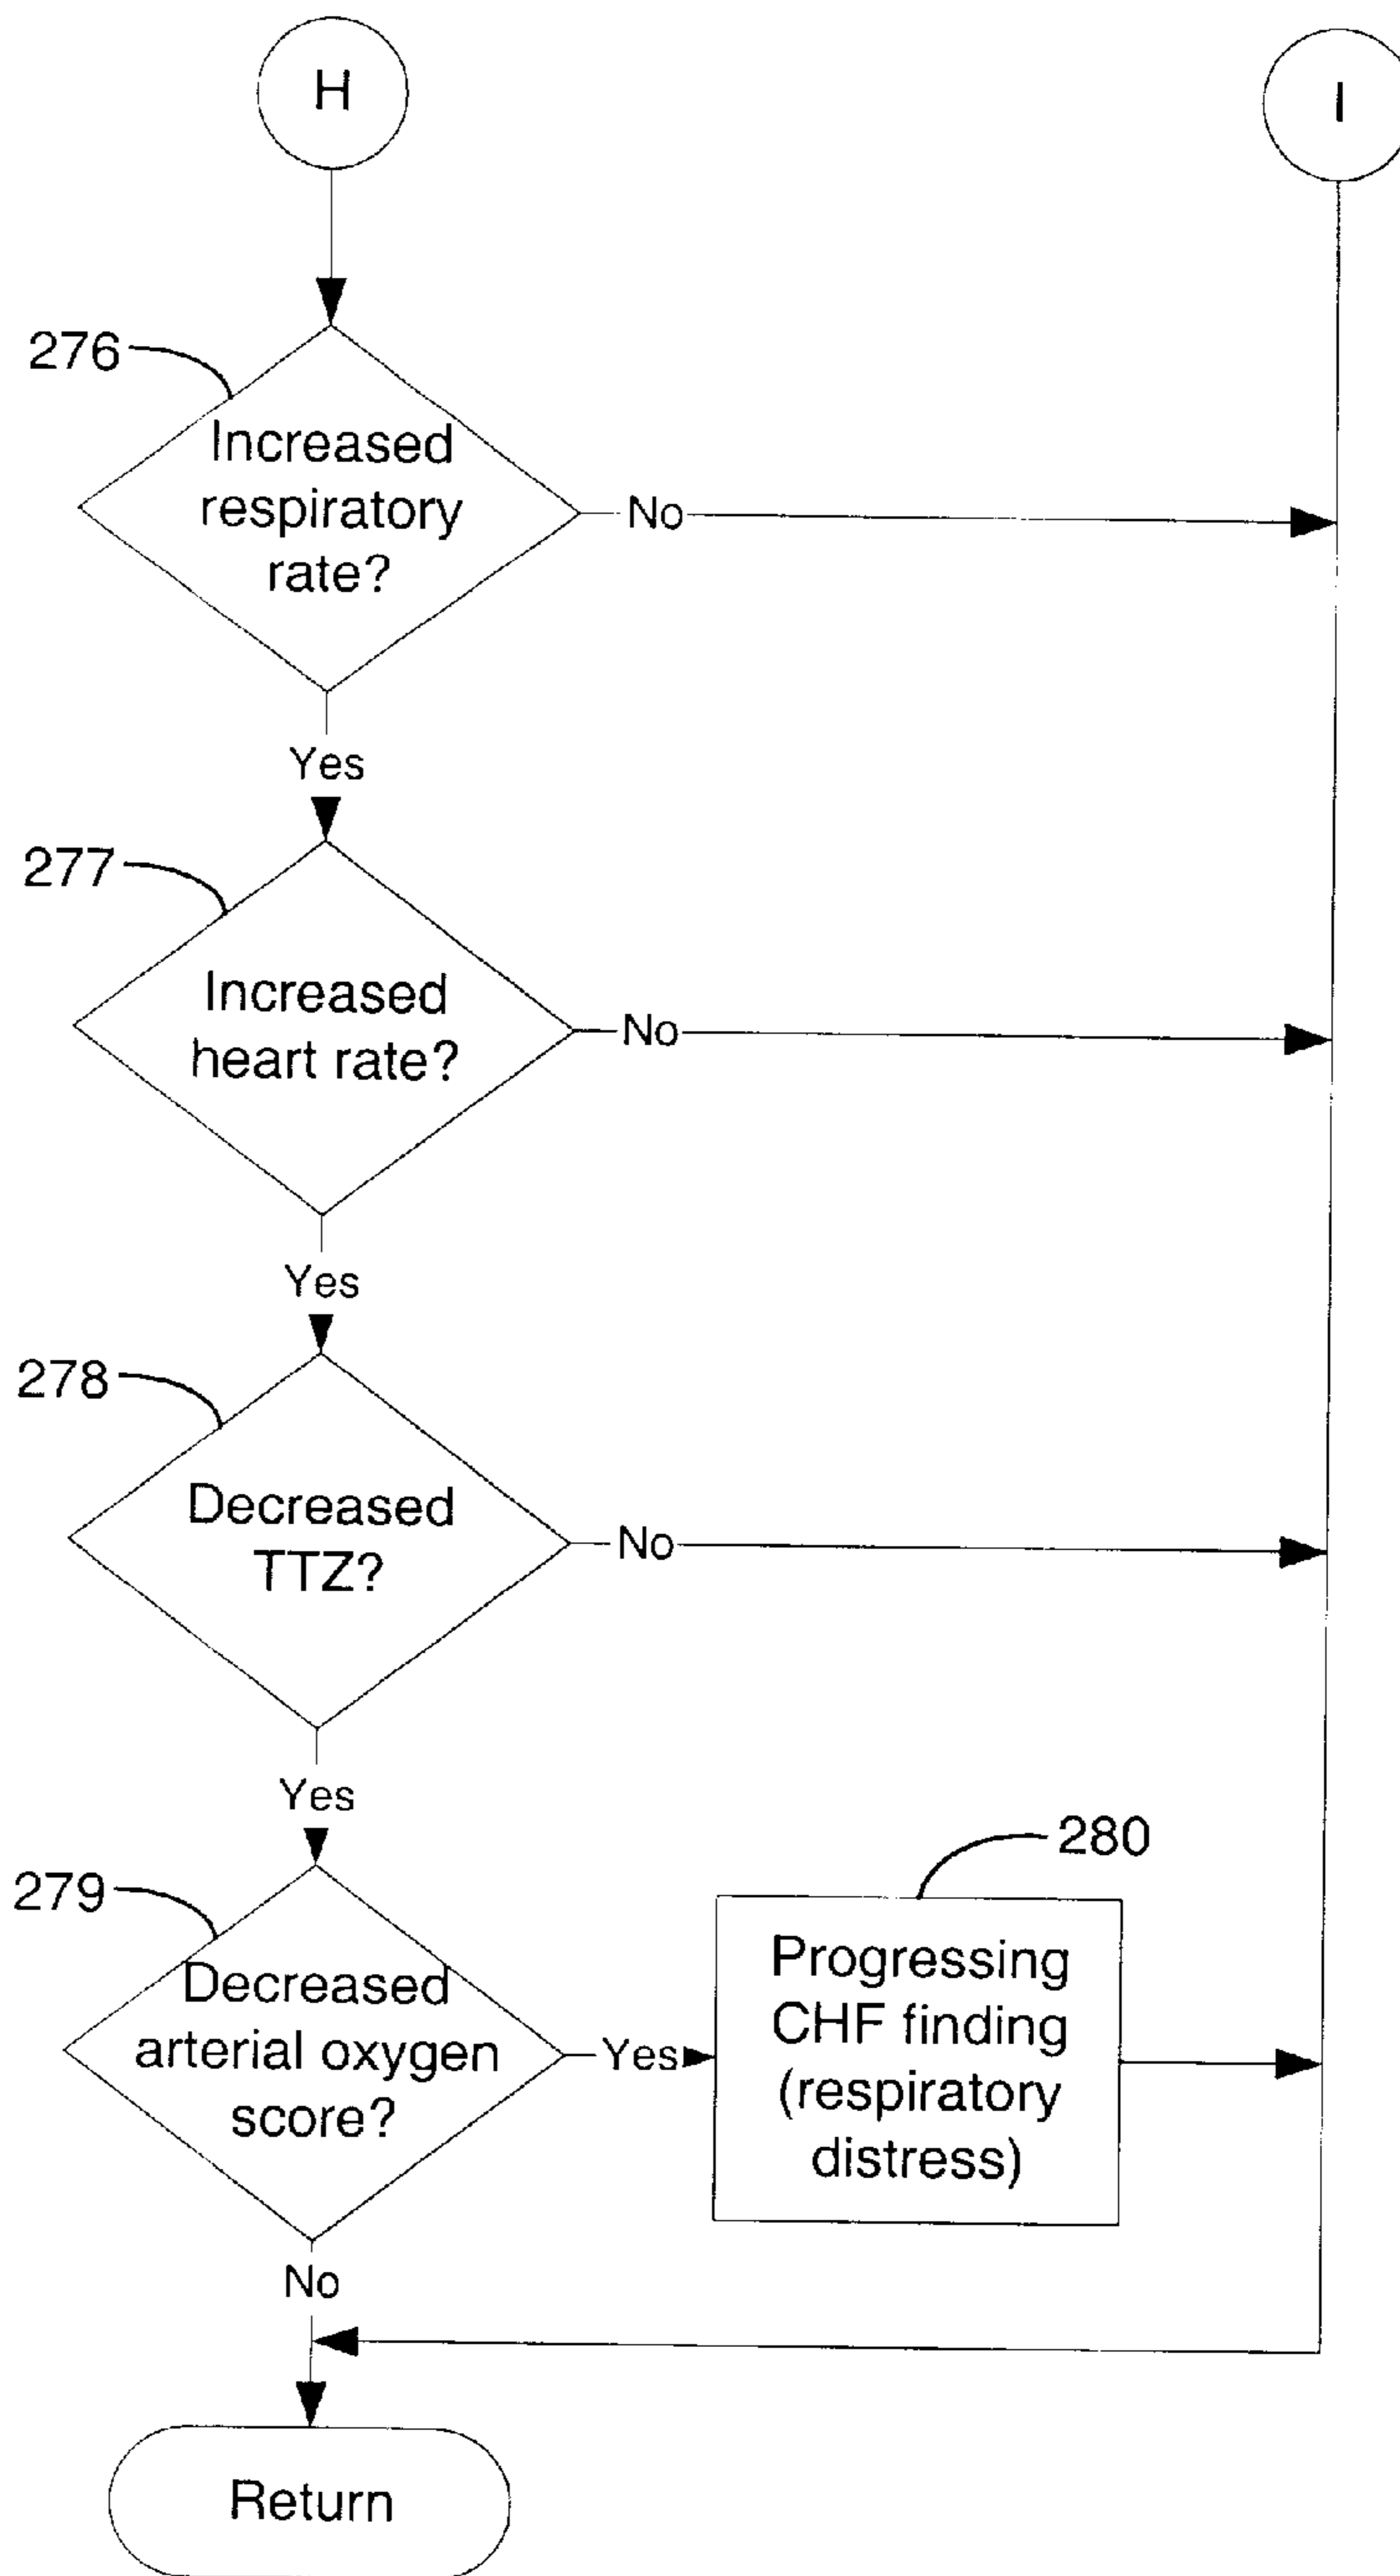 H
I
276
Increased
respiratory
rate?
No
Yes
277
Increased
heart rate?
No
Yes
278
Decreased
TTZ?
No
Yes
279
Decreased
arterial oxygen
score?
Yes
280
Progressing
CHF finding
(respiratory
distress)
No
Return